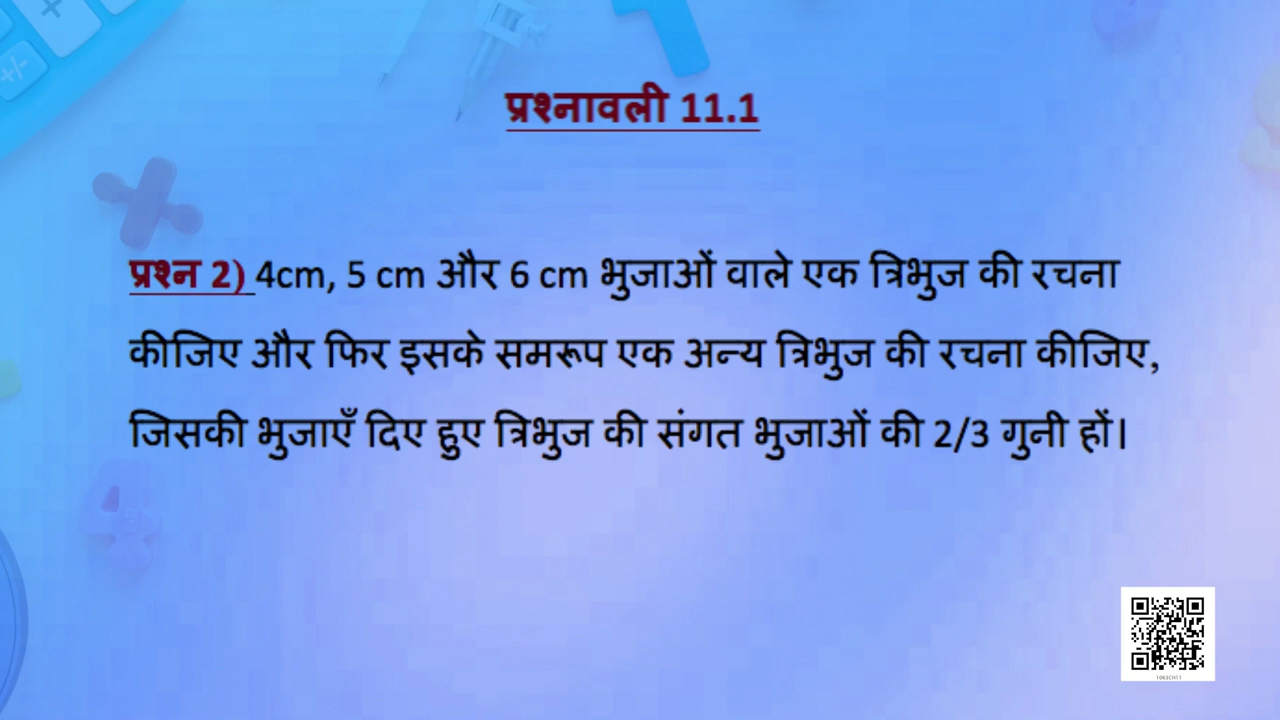 प्रश्नावली 11.1
प्रश्न 2) 4cm, 5 cm और 6 cm भुजाओं वाले एक त्रिभुज की रचना
कीजिए और फिर इसके समरूप एक अन्य त्रिभुज की रचना कीजिए,
जिसकी भुजाएँ दिए हुए त्रिभुज की संगत भुजाओं की 2/3 गुनी हों।
1063CH11